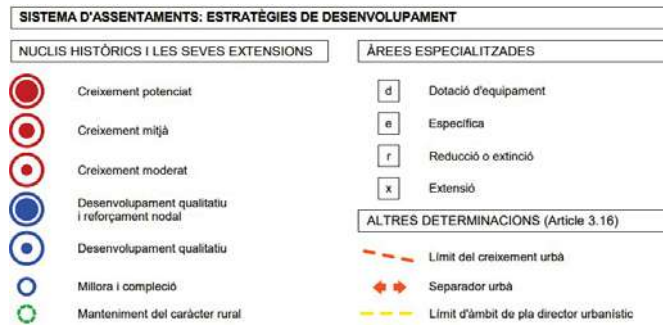 SISTEMA D'ASSENTAMENTS: ESTRATÈGIES DE DESENVOLUPAMENT
NUCLIS HISTÒRICS I LES SEVES EXTENSIONS
Creixement potenciat
Creixement mitjà
Creixement moderat
Desenvolupament qualitatiu
i reforçament nodal
Desenvolupament qualitatiu
Millora i compleció
Manteniment del caràcter rural
ÀREES ESPECIALITZADES
d Dotació d'equipament
e Específica
r Reducció o extinció
x Extensió
ALTRES DETERMINACIONS (Article 3.16)
Límit del creixement urbà
Separador urbà
Límit d'àmbit de pla director urbanístic